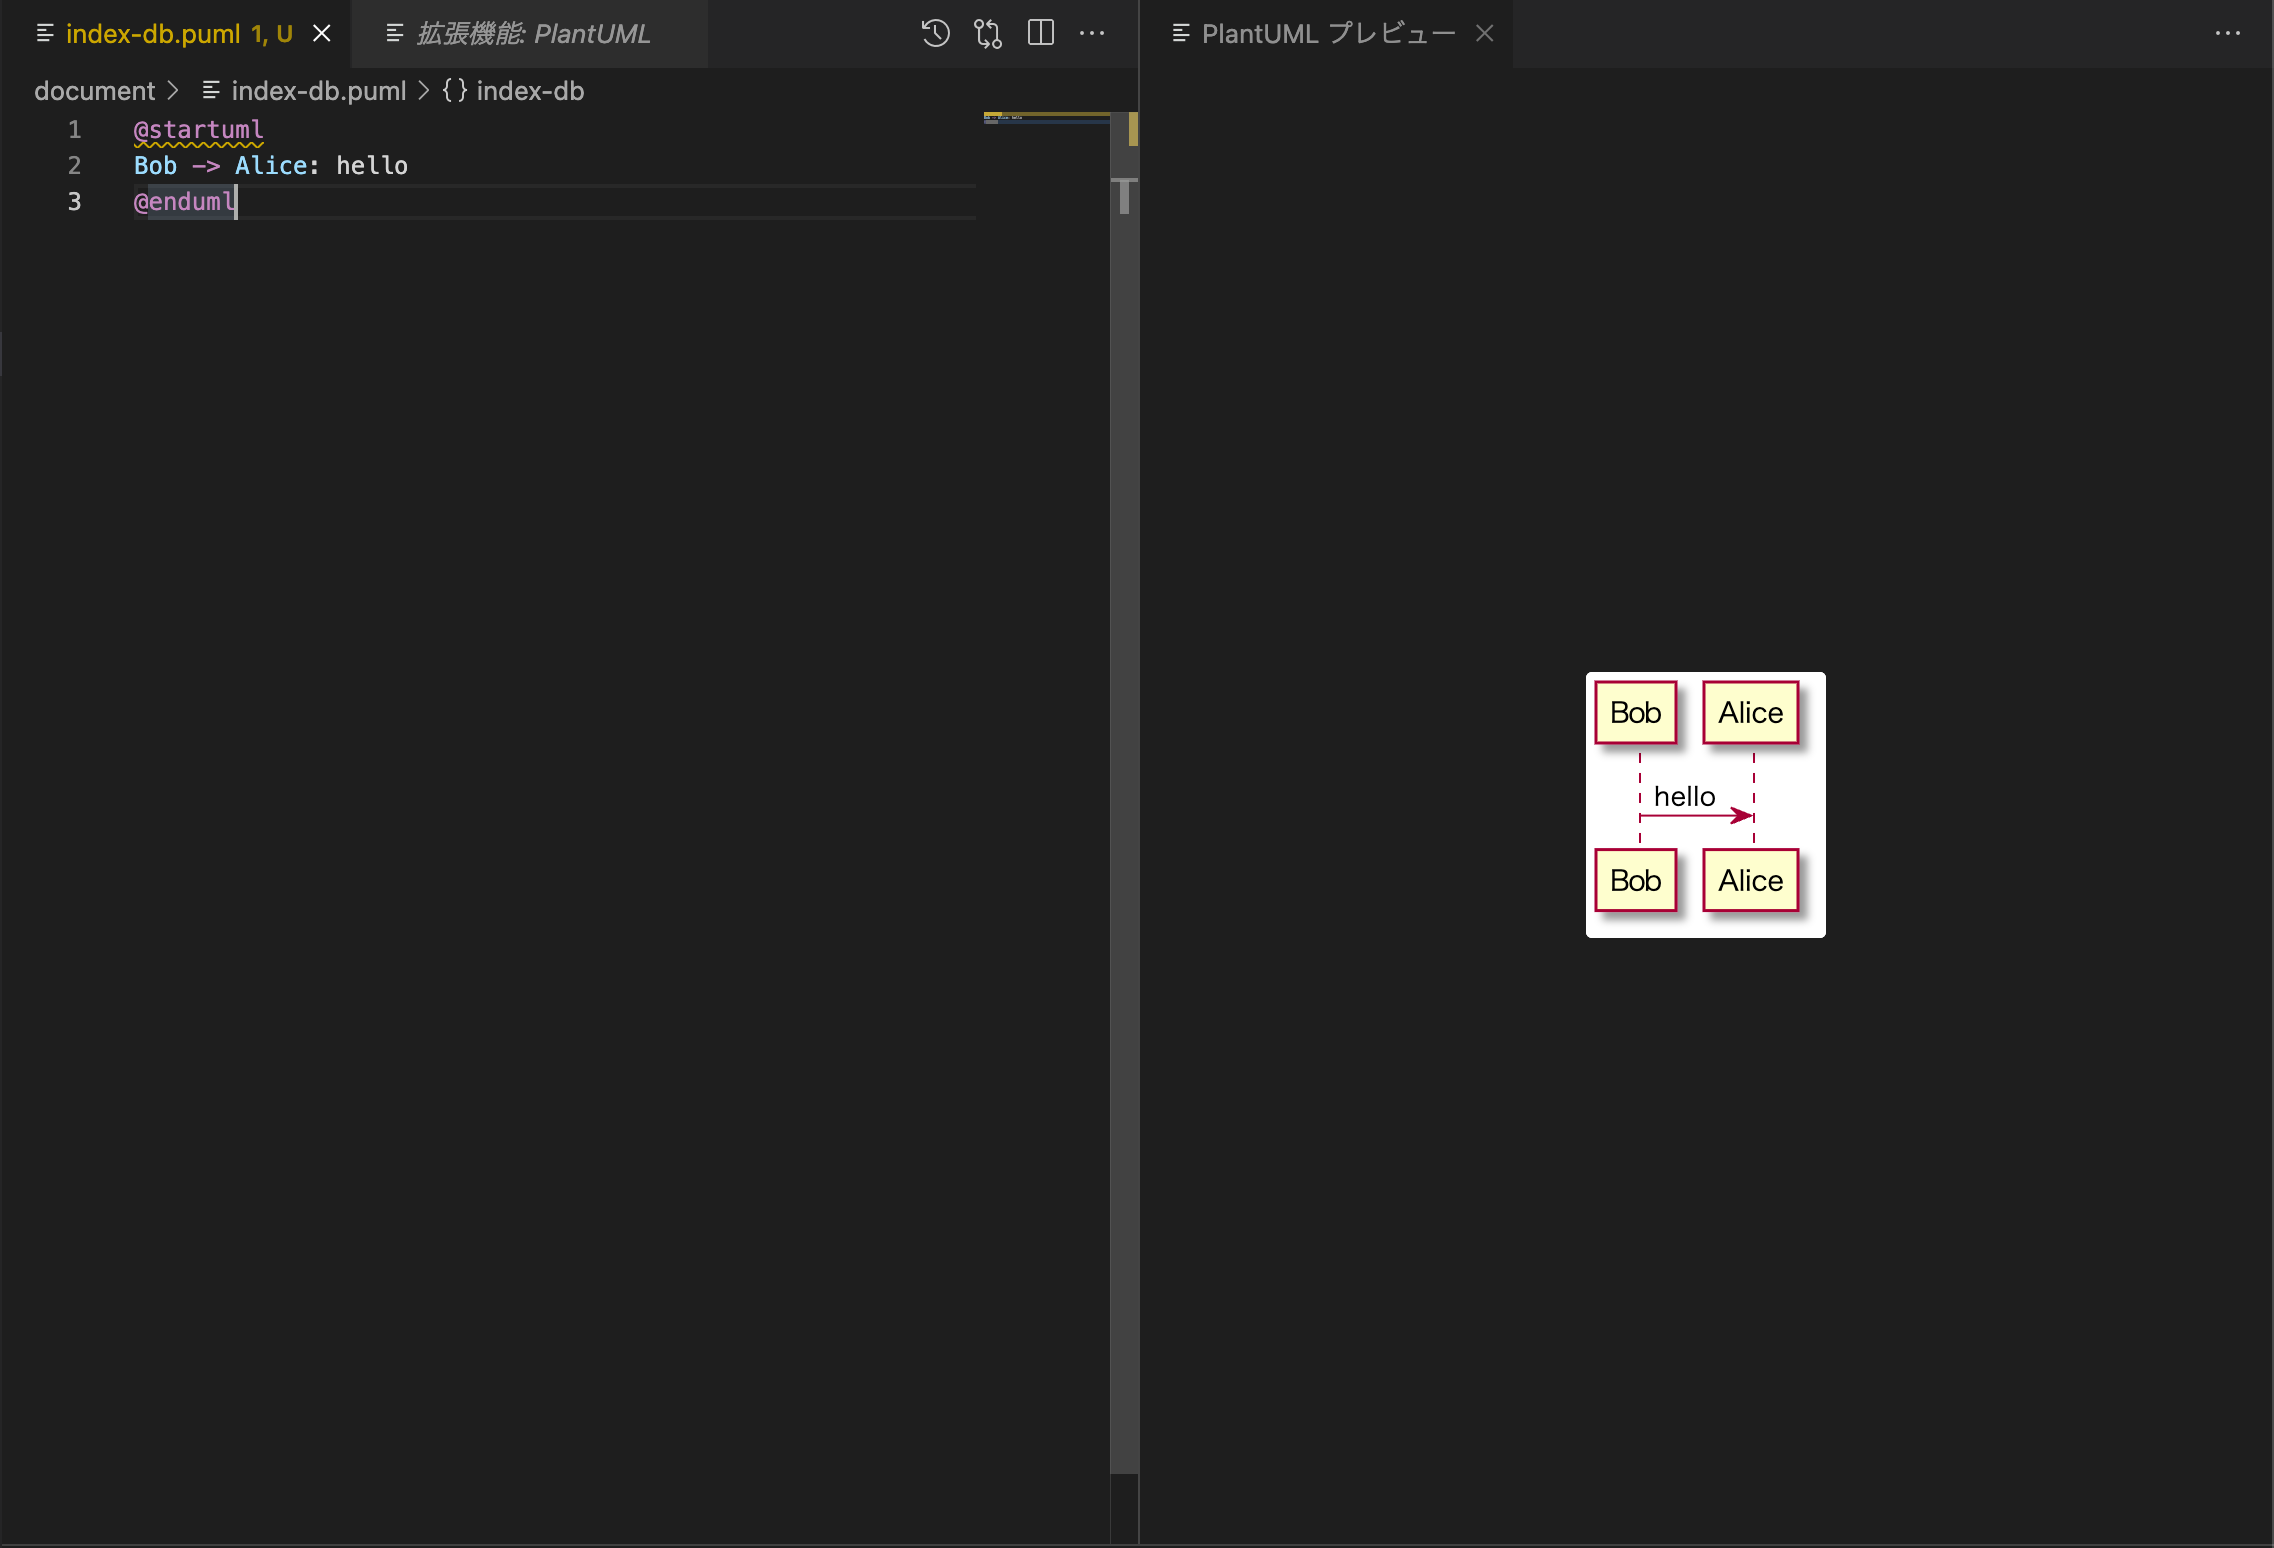 index-db.puml 1, U
拡張機能: PlantUML
PlantUML プレビュー
document > index-db.puml > {} index-db
1 @startuml
2 Bob -> Alice: hello
3 @enduml
Bob Alice
hello
Bob Alice